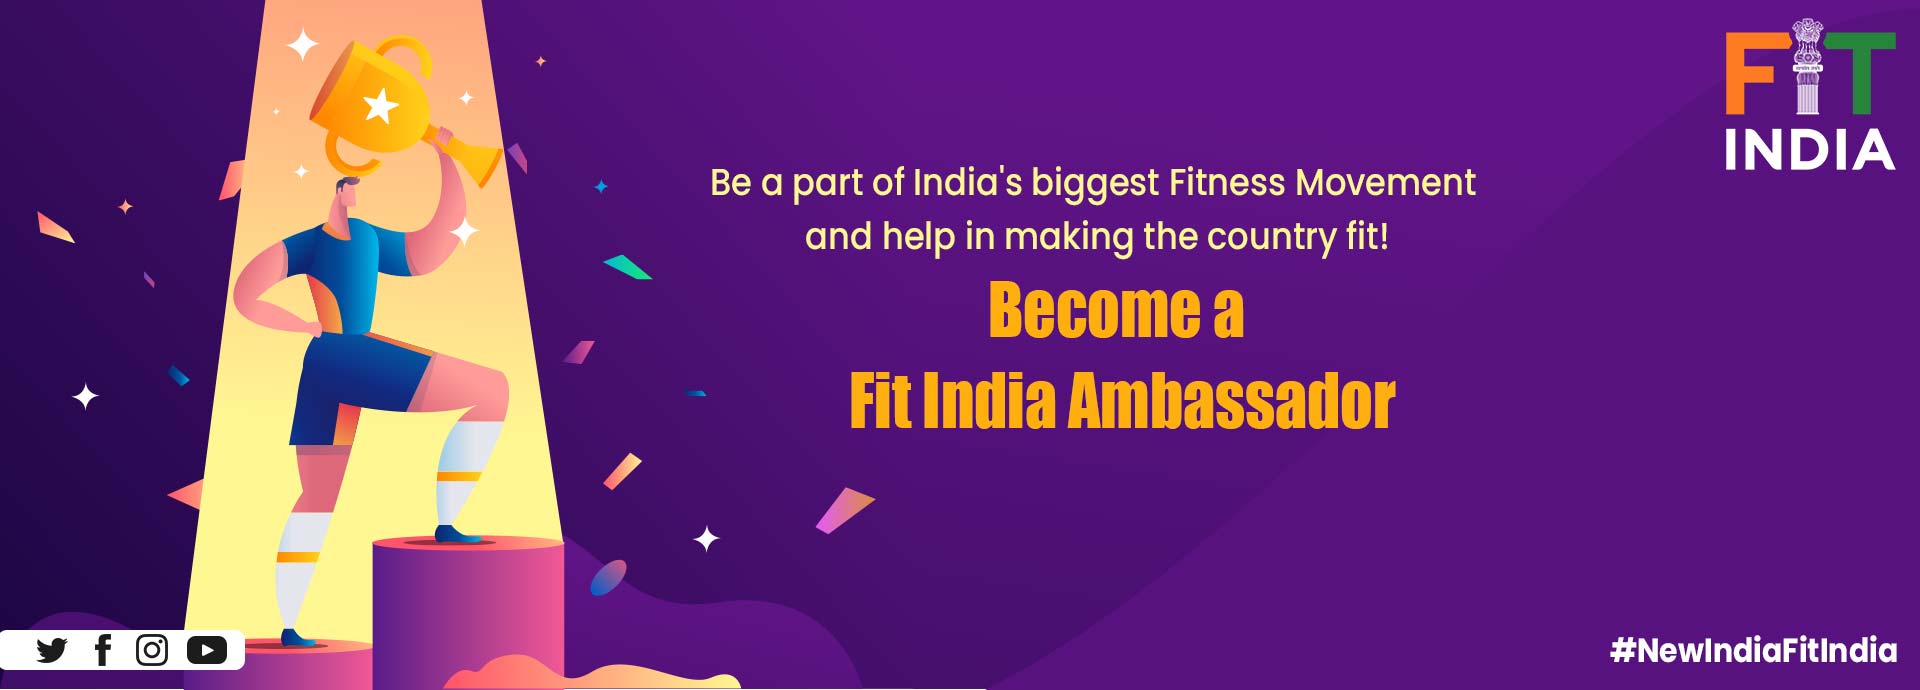 FIT
INDIA
Be a part of India's biggest Fitness Movement
and help in making the country fit!
Become a
Fit India Ambassador
#NewIndiaFitIndia